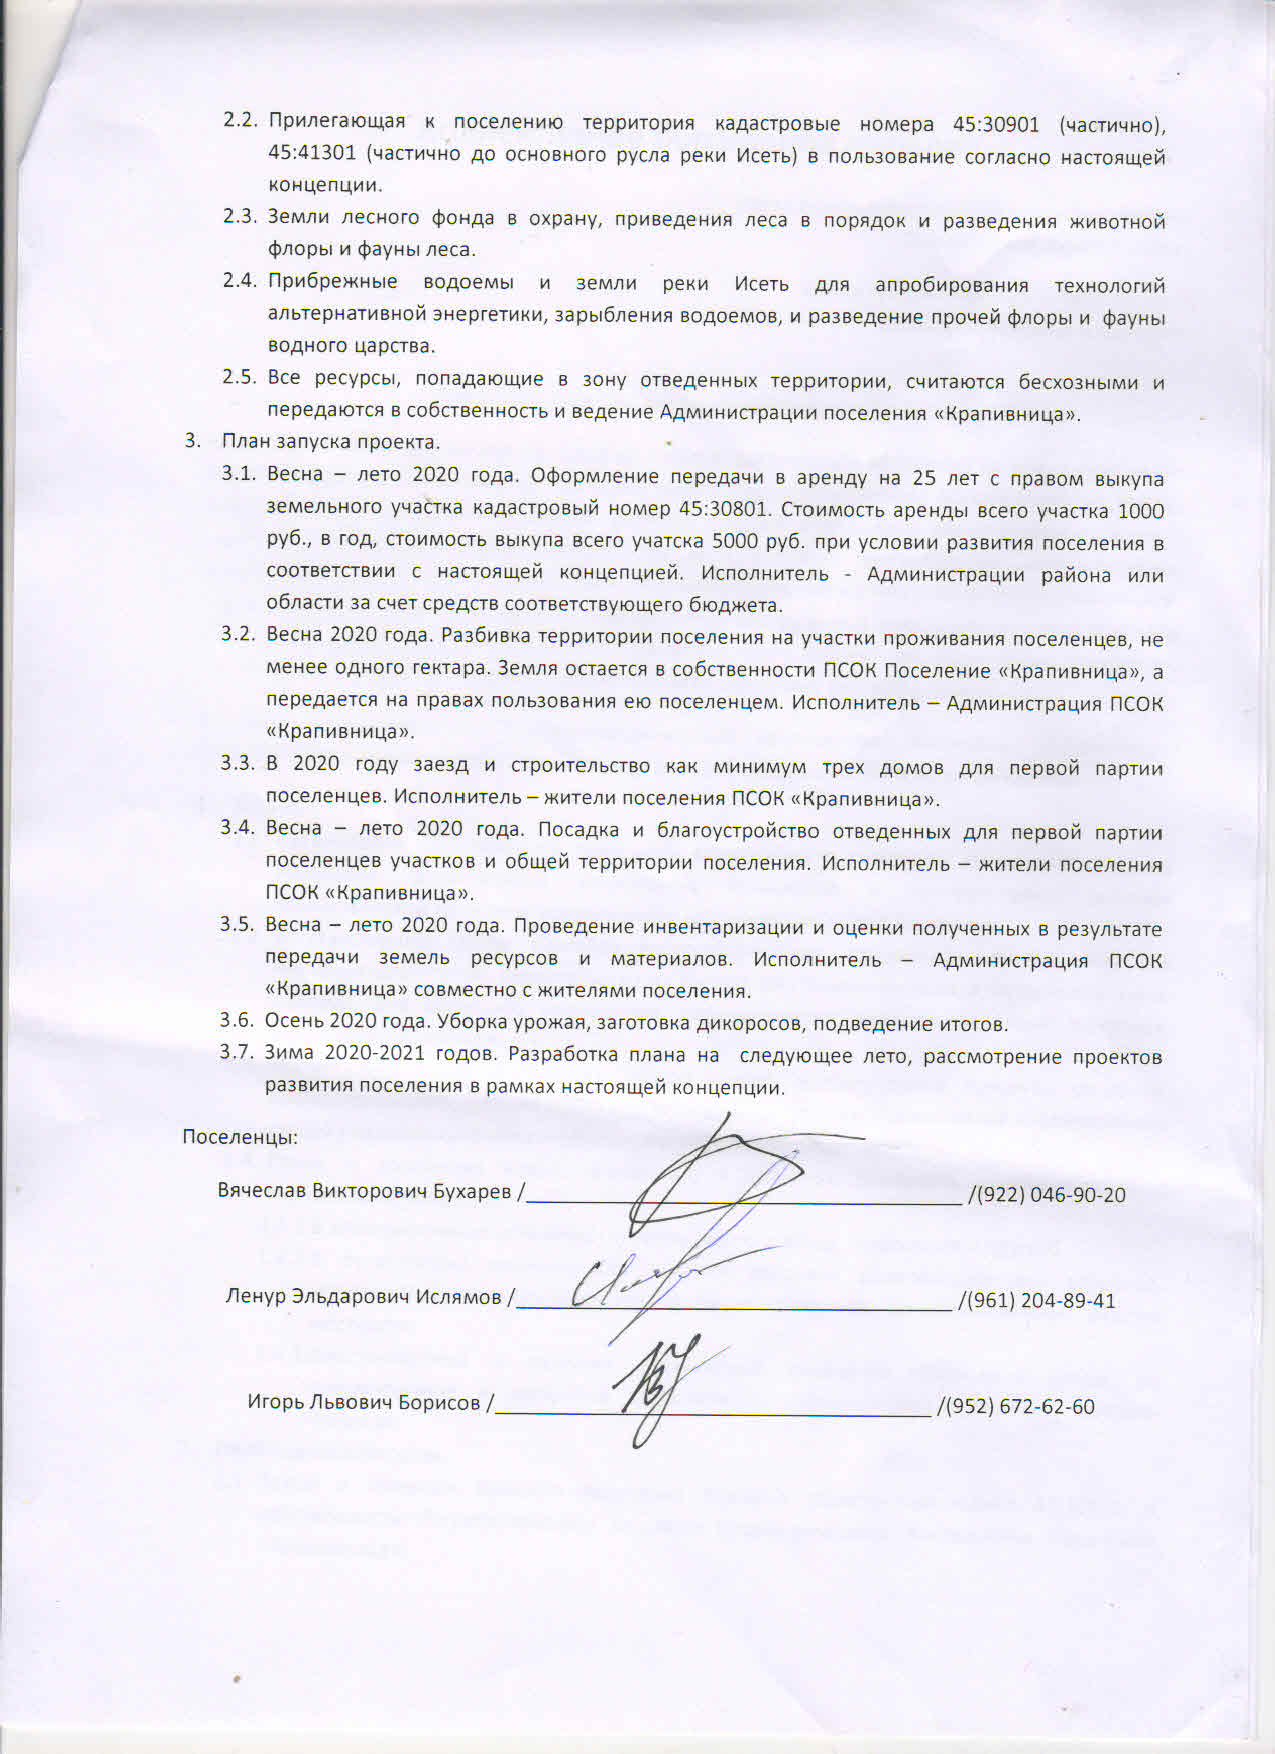 2.2. Прилегающая к поселению территория кадастровые номера 45:30901 (частично),
45:41301 (частично до основного русла реки Исеть) в пользование согласно настоящей
концепции.
2.3. Земли лесного фонда в охрану, приведения леса в порядок и разведения животной
флоры и фауны леса.
2.4. Прибрежные водоемы и земли реки Исеть для апробирования технологий
альтернативной энергетики, зарыбления водоемов, и разведение прочей флоры и фауны
водного царства.
2.5. Все ресурсы, попадающие в зону отведенных территории, считаются бесхозными и
передаются в собственность и ведение Администрации поселения «Крапивница».
3. План запуска проекта.
3.1. Весна – лето 2020 года. Оформление передачи в аренду на 25 лет с правом выкупа
земельного участка кадастровый номер 45:30801. Стоимость аренды всего участка 1000
руб., в год, стоимость выкупа всего учатска 5000 руб. при условии развития поселения в
соответствии с настоящей концепцией. Исполнитель - Администрации района или
области за счет средств соответствующего бюджета.
3.2. Весна 2020 года. Разбивка территории поселения на участки проживания поселенцев, не
менее одного гектара. Земля остается в собственности ПСОК Поселение «Крапивница», а
передается на правах пользования ею поселенцем. Исполнитель – Администрация ПСОК
«Крапивница».
3.3. В 2020 году заезд и строительство как минимум трех домов для первой партии
поселенцев. Исполнитель – жители поселения ПСОК «Крапивница».
3.4. Весна – лето 2020 года. Посадка и благоустройство отведенных для первой партии
поселенцев участков и общей территории поселения. Исполнитель – жители поселения
ПСОК «Крапивница».
3.5. Весна – лето 2020 года. Проведение инвентаризации и оценки полученных в результате
передачи земель ресурсов и материалов. Исполнитель – Администрация ПСОК
«Крапивница» совместно с жителями поселения.
3.6. Осень 2020 года. Уборка урожая, заготовка дикоросов, подведение итогов.
3.7. Зима 2020-2021 годов. Разработка плана на следующее лето, рассмотрение проектов
развития поселения в рамках настоящей концепции.
Поселенцы:
Вячеслав Викторович Бухарев /____________________ /(922) 046-90-20
Ленур Эльдарович Ислямов /____________________ /(961) 204-89-41
Игорь Львович Борисов /____________________ /(952) 672-62-60